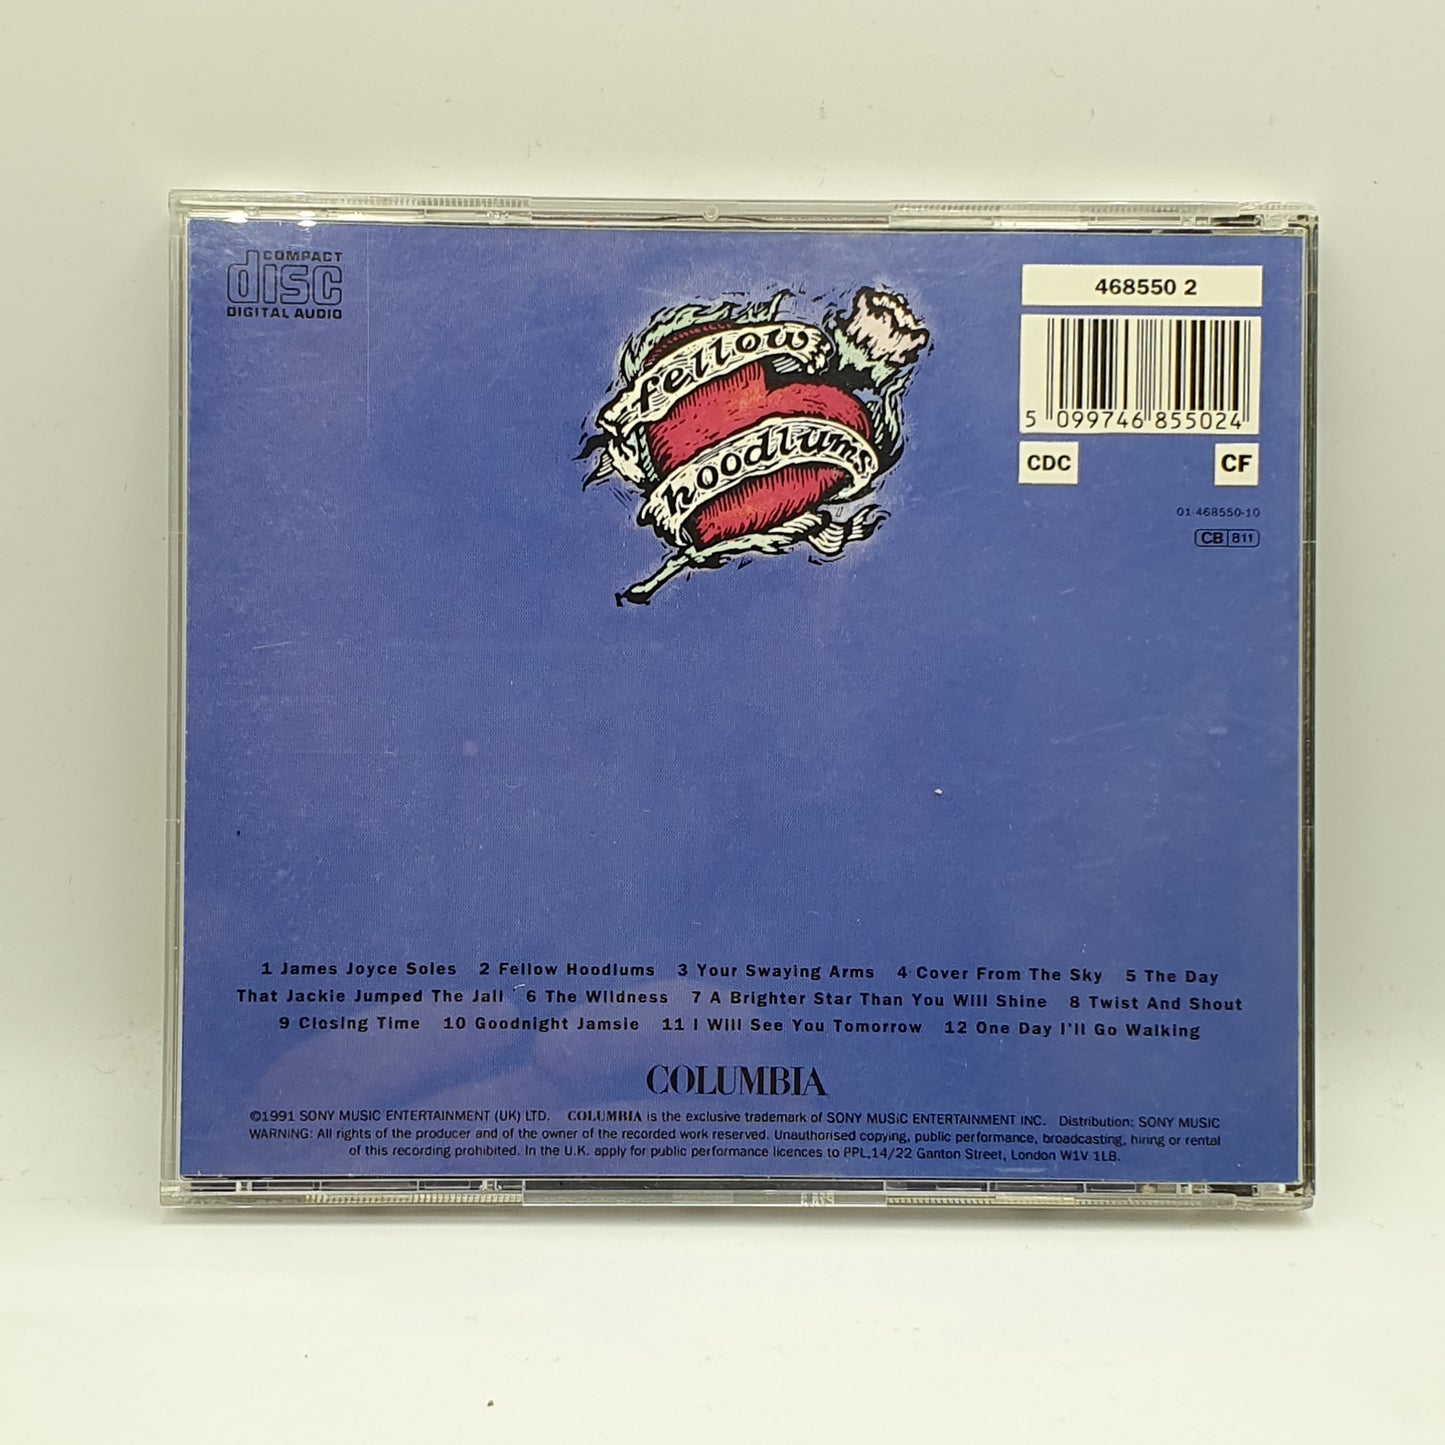 COMPACT
disc
DIGITAL AUDIO
fellow
hoodlums
468550 2
5 099746 855024
CDC CF
01 468550-10
CB 811
1 James Joyce Soles 2 Fellow Hoodlums 3 Your Swaying Arms 4 Cover From The Sky 5 The Day
That Jackie Jumped The Jail 6 The Wildness 7 A Brighter Star Than You Will Shine 8 Twist And Shout
9 Closing Time 10 Goodnight Jamsie 11 I Will See You Tomorrow 12 One Day I'll Go Walking
COLUMBIA
©1991 SONY MUSIC ENTERTAINMENT (UK) LTD. COLUMBIA is the exclusive trademark of SONY MUSIC ENTERTAINMENT INC. Distribution: SONY MUSIC
WARNING: All rights of the producer and of the owner of the recorded work reserved. Unauthorised copying, public performance, broadcasting, hiring or rental
of this recording prohibited. In the U.K. apply for public performance licences to PPL,14/22 Ganton Street, London W1V 1LB.